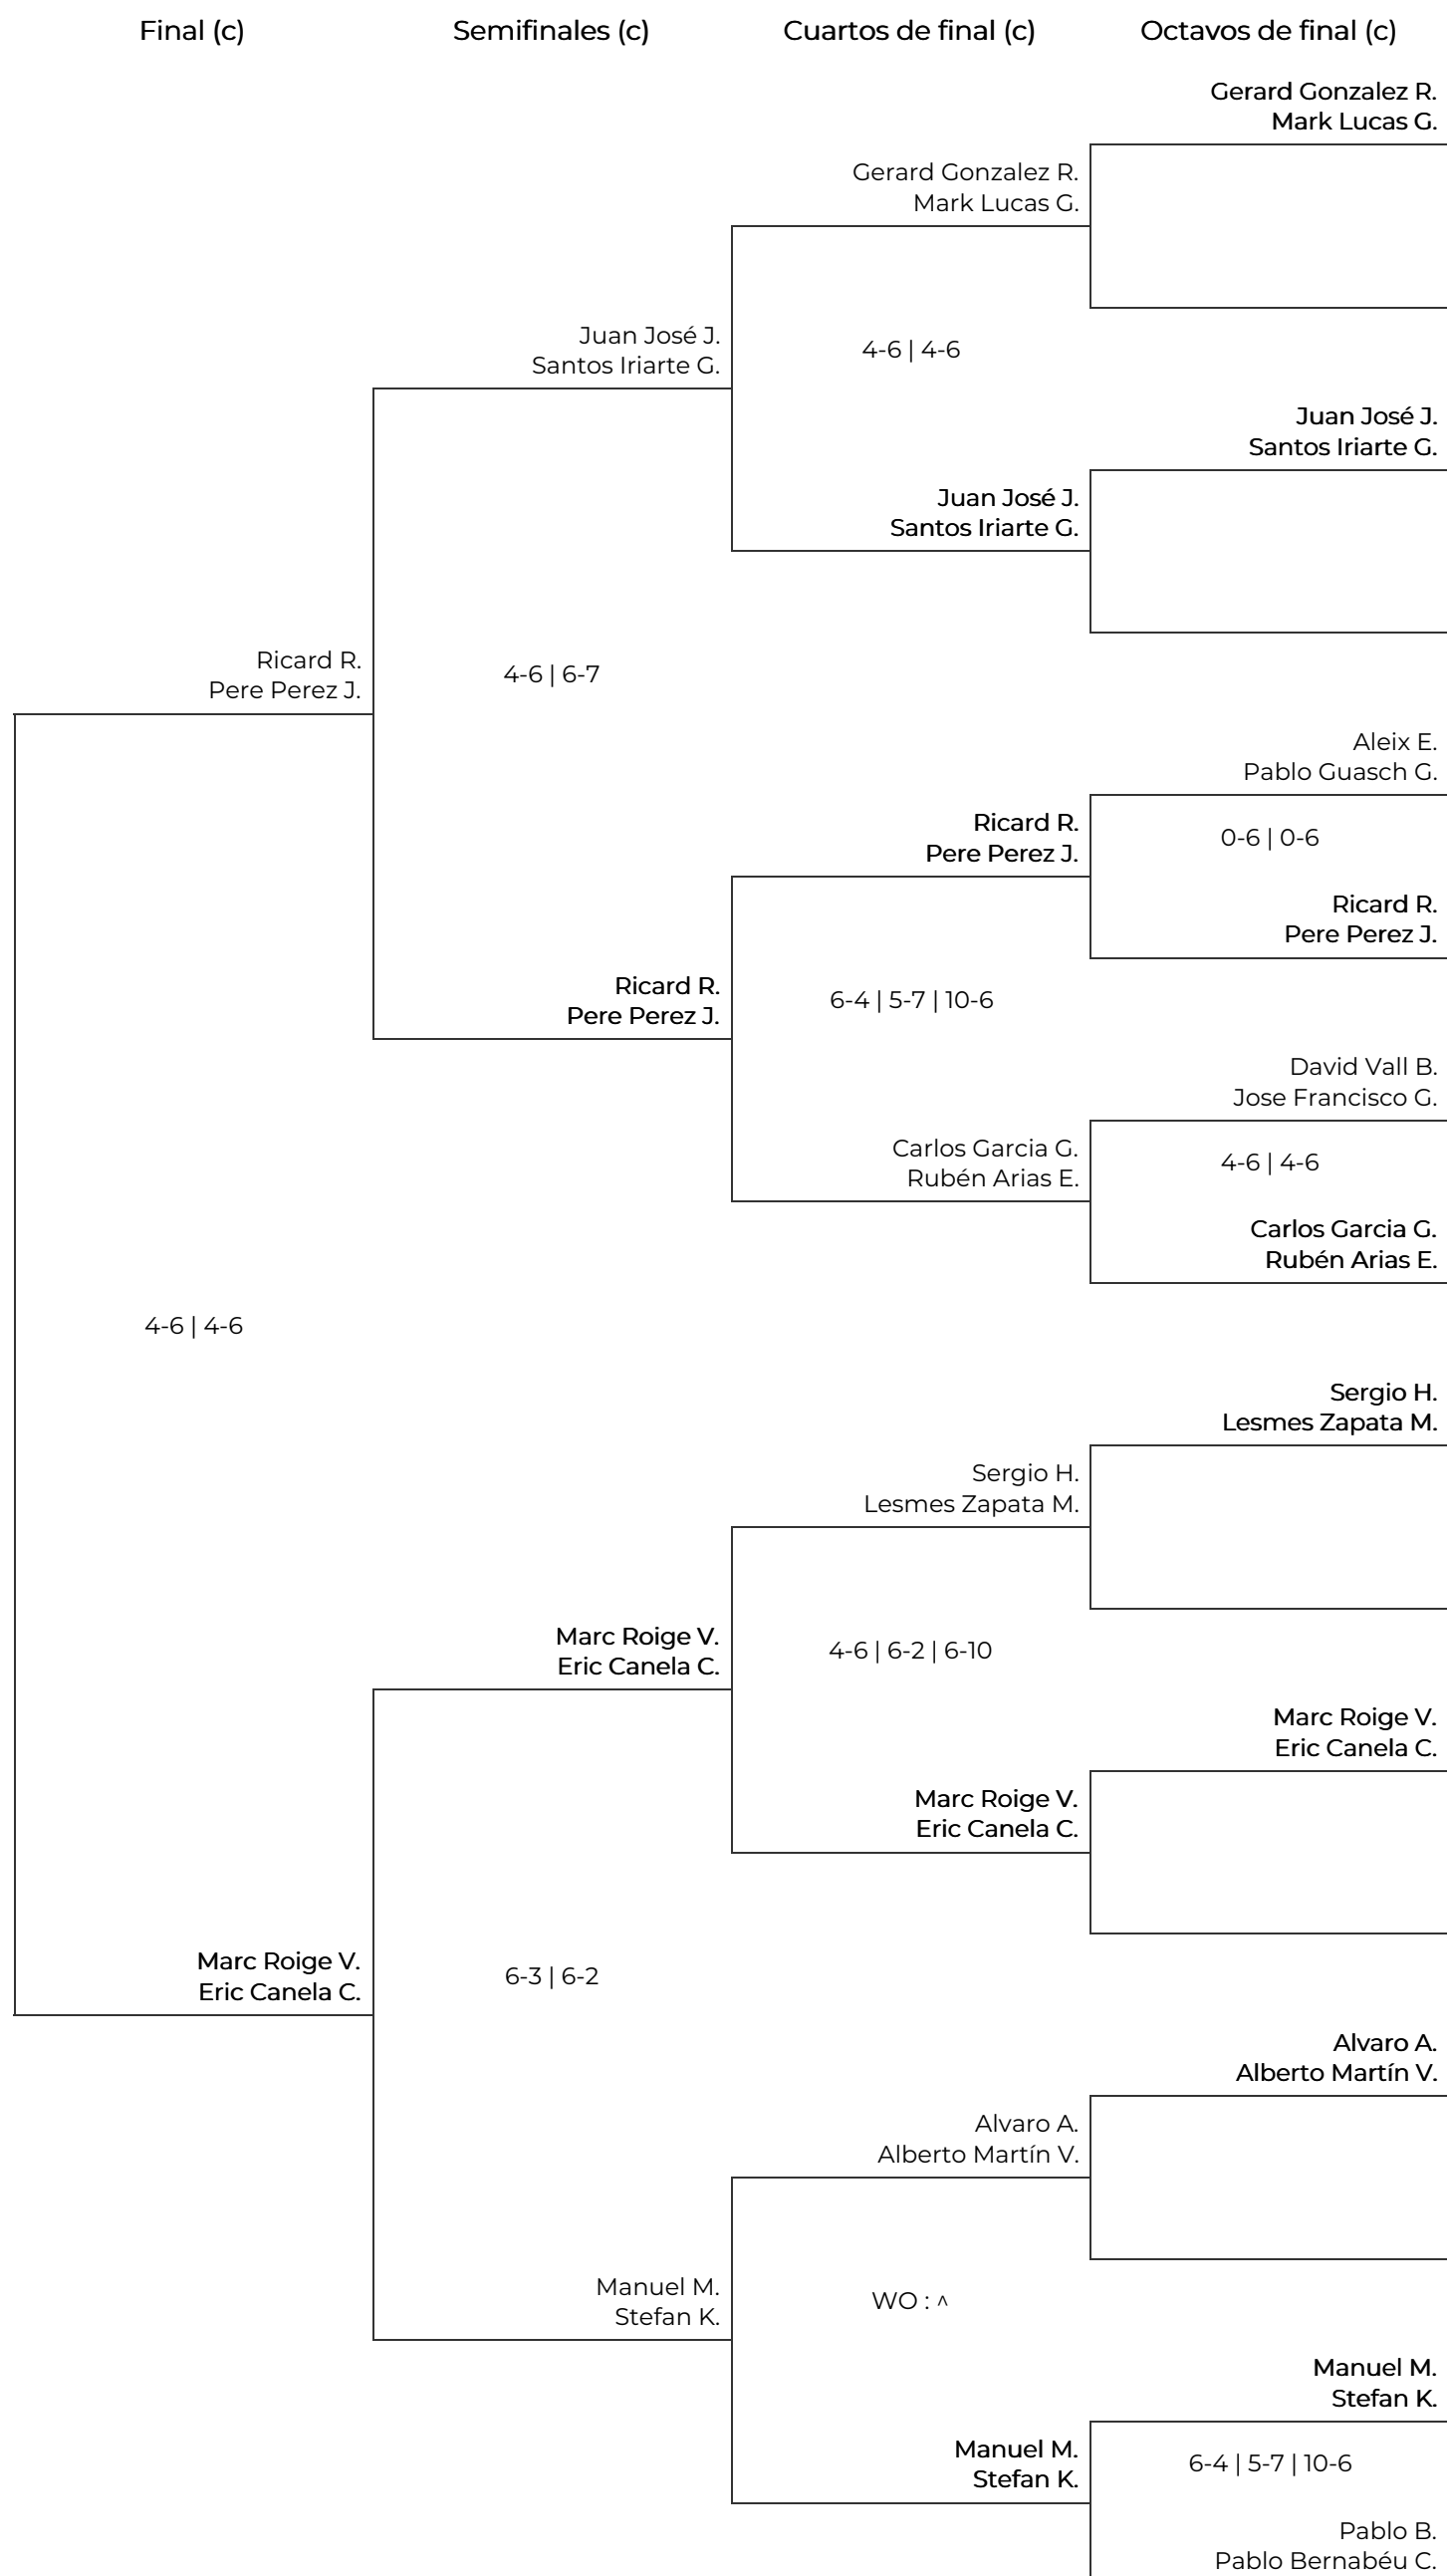 Final (c)
Semifinales (c)
Cuartos de final (c)
Octavos de final (c)
Gerard Gonzalez R.
Mark Lucas G.
Gerard Gonzalez R.
Mark Lucas G.
Juan José J.
Santos Iriarte G.
4-6 | 4-6
Juan José J.
Santos Iriarte G.
Juan José J.
Santos Iriarte G.
Ricard R.
Pere Perez J.
4-6 | 6-7
Aleix E.
Pablo Guasch G.
Ricard R.
Pere Perez J.
0-6 | 0-6
Ricard R.
Pere Perez J.
Ricard R.
Pere Perez J.
6-4 | 5-7 | 10-6
David Vall B.
Jose Francisco G.
Carlos Garcia G.
Rubén Arias E.
4-6 | 4-6
Carlos Garcia G.
Rubén Arias E.
4-6 | 4-6
Sergio H.
Lesmes Zapata M.
Sergio H.
Lesmes Zapata M.
Marc Roige V.
Eric Canela C.
4-6 | 6-2 | 6-10
Marc Roige V.
Eric Canela C.
Marc Roige V.
Eric Canela C.
Marc Roige V.
Eric Canela C.
6-3 | 6-2
Alvaro A.
Alberto Martín V.
Alvaro A.
Alberto Martín V.
Manuel M.
Stefan K.
WO : ^
Manuel M.
Stefan K.
Manuel M.
Stefan K.
6-4 | 5-7 | 10-6
Pablo B.
Pablo Bernabéu C.